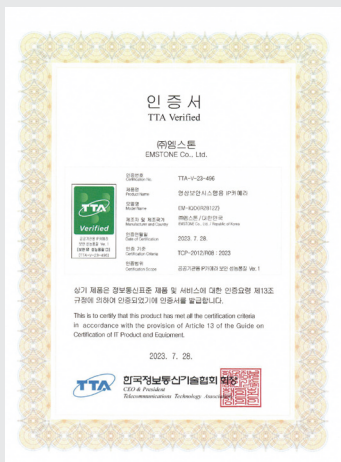 인증서
TTA Verified
㈜엠스톤
EMSTONE Co., Ltd.
인증번호
Certification No.
TTA-V-23-496
제품명
Product Name
영상보안시스템용 IP카메라
모델명
Model Name
제조자 및 제조국가
Manufacturer and Country
㈜엠스톤 / 대한민국
EMSTONE Co., Ltd. / Republic of Korea
인증연월일
Date of Certification
2023. 7. 28.
인증 기준
Certification Criteria
TCP-2012/R08 : 2023
인증범위
Certification Scope
공공기관용 IP카메라 보안 성능품질 Ver. 1
TTA
Verified
상기 제품은 정보통신표준 제품 및 서비스에 대한 인증요령 제13조
규정에 의하여 인증되었기에 인증서를 발급합니다.
This is to certify that this product has met all the certification criteria
in accordance with the provision of Article 13 of the Guide on
Certification of IT Product and Equipment.
2023. 7. 28.
TTA
한국정보통신기술협회 회장
CEO & President
Telecommunications Technology Association